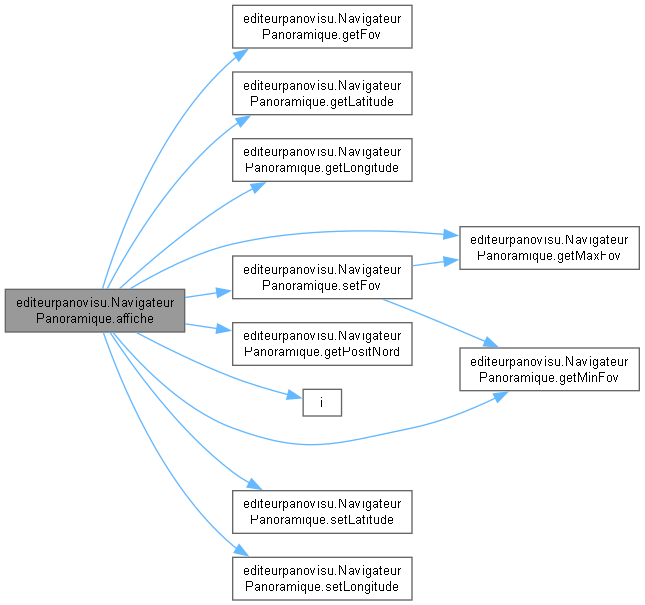 editeurpanovisu.Navigateur
Panoramique.getFov
editeurpanovisu.Navigateur
Panoramique.getLatitude
editeurpanovisu.Navigateur
Panoramique.getLongitude
editeurpanovisu.Navigateur
Panoramique.getMaxFov
editeurpanovisu.Navigateur
Panoramique.setFov
editeurpanovisu.Navigateur
Panoramique.affiche
editeurpanovisu.Navigateur
Panoramique.getPositNord
editeurpanovisu.Navigateur
Panoramique.getMinFov
i
editeurpanovisu.Navigateur
Panoramique.setLatitude
editeurpanovisu.Navigateur
Panoramique.setLongitude